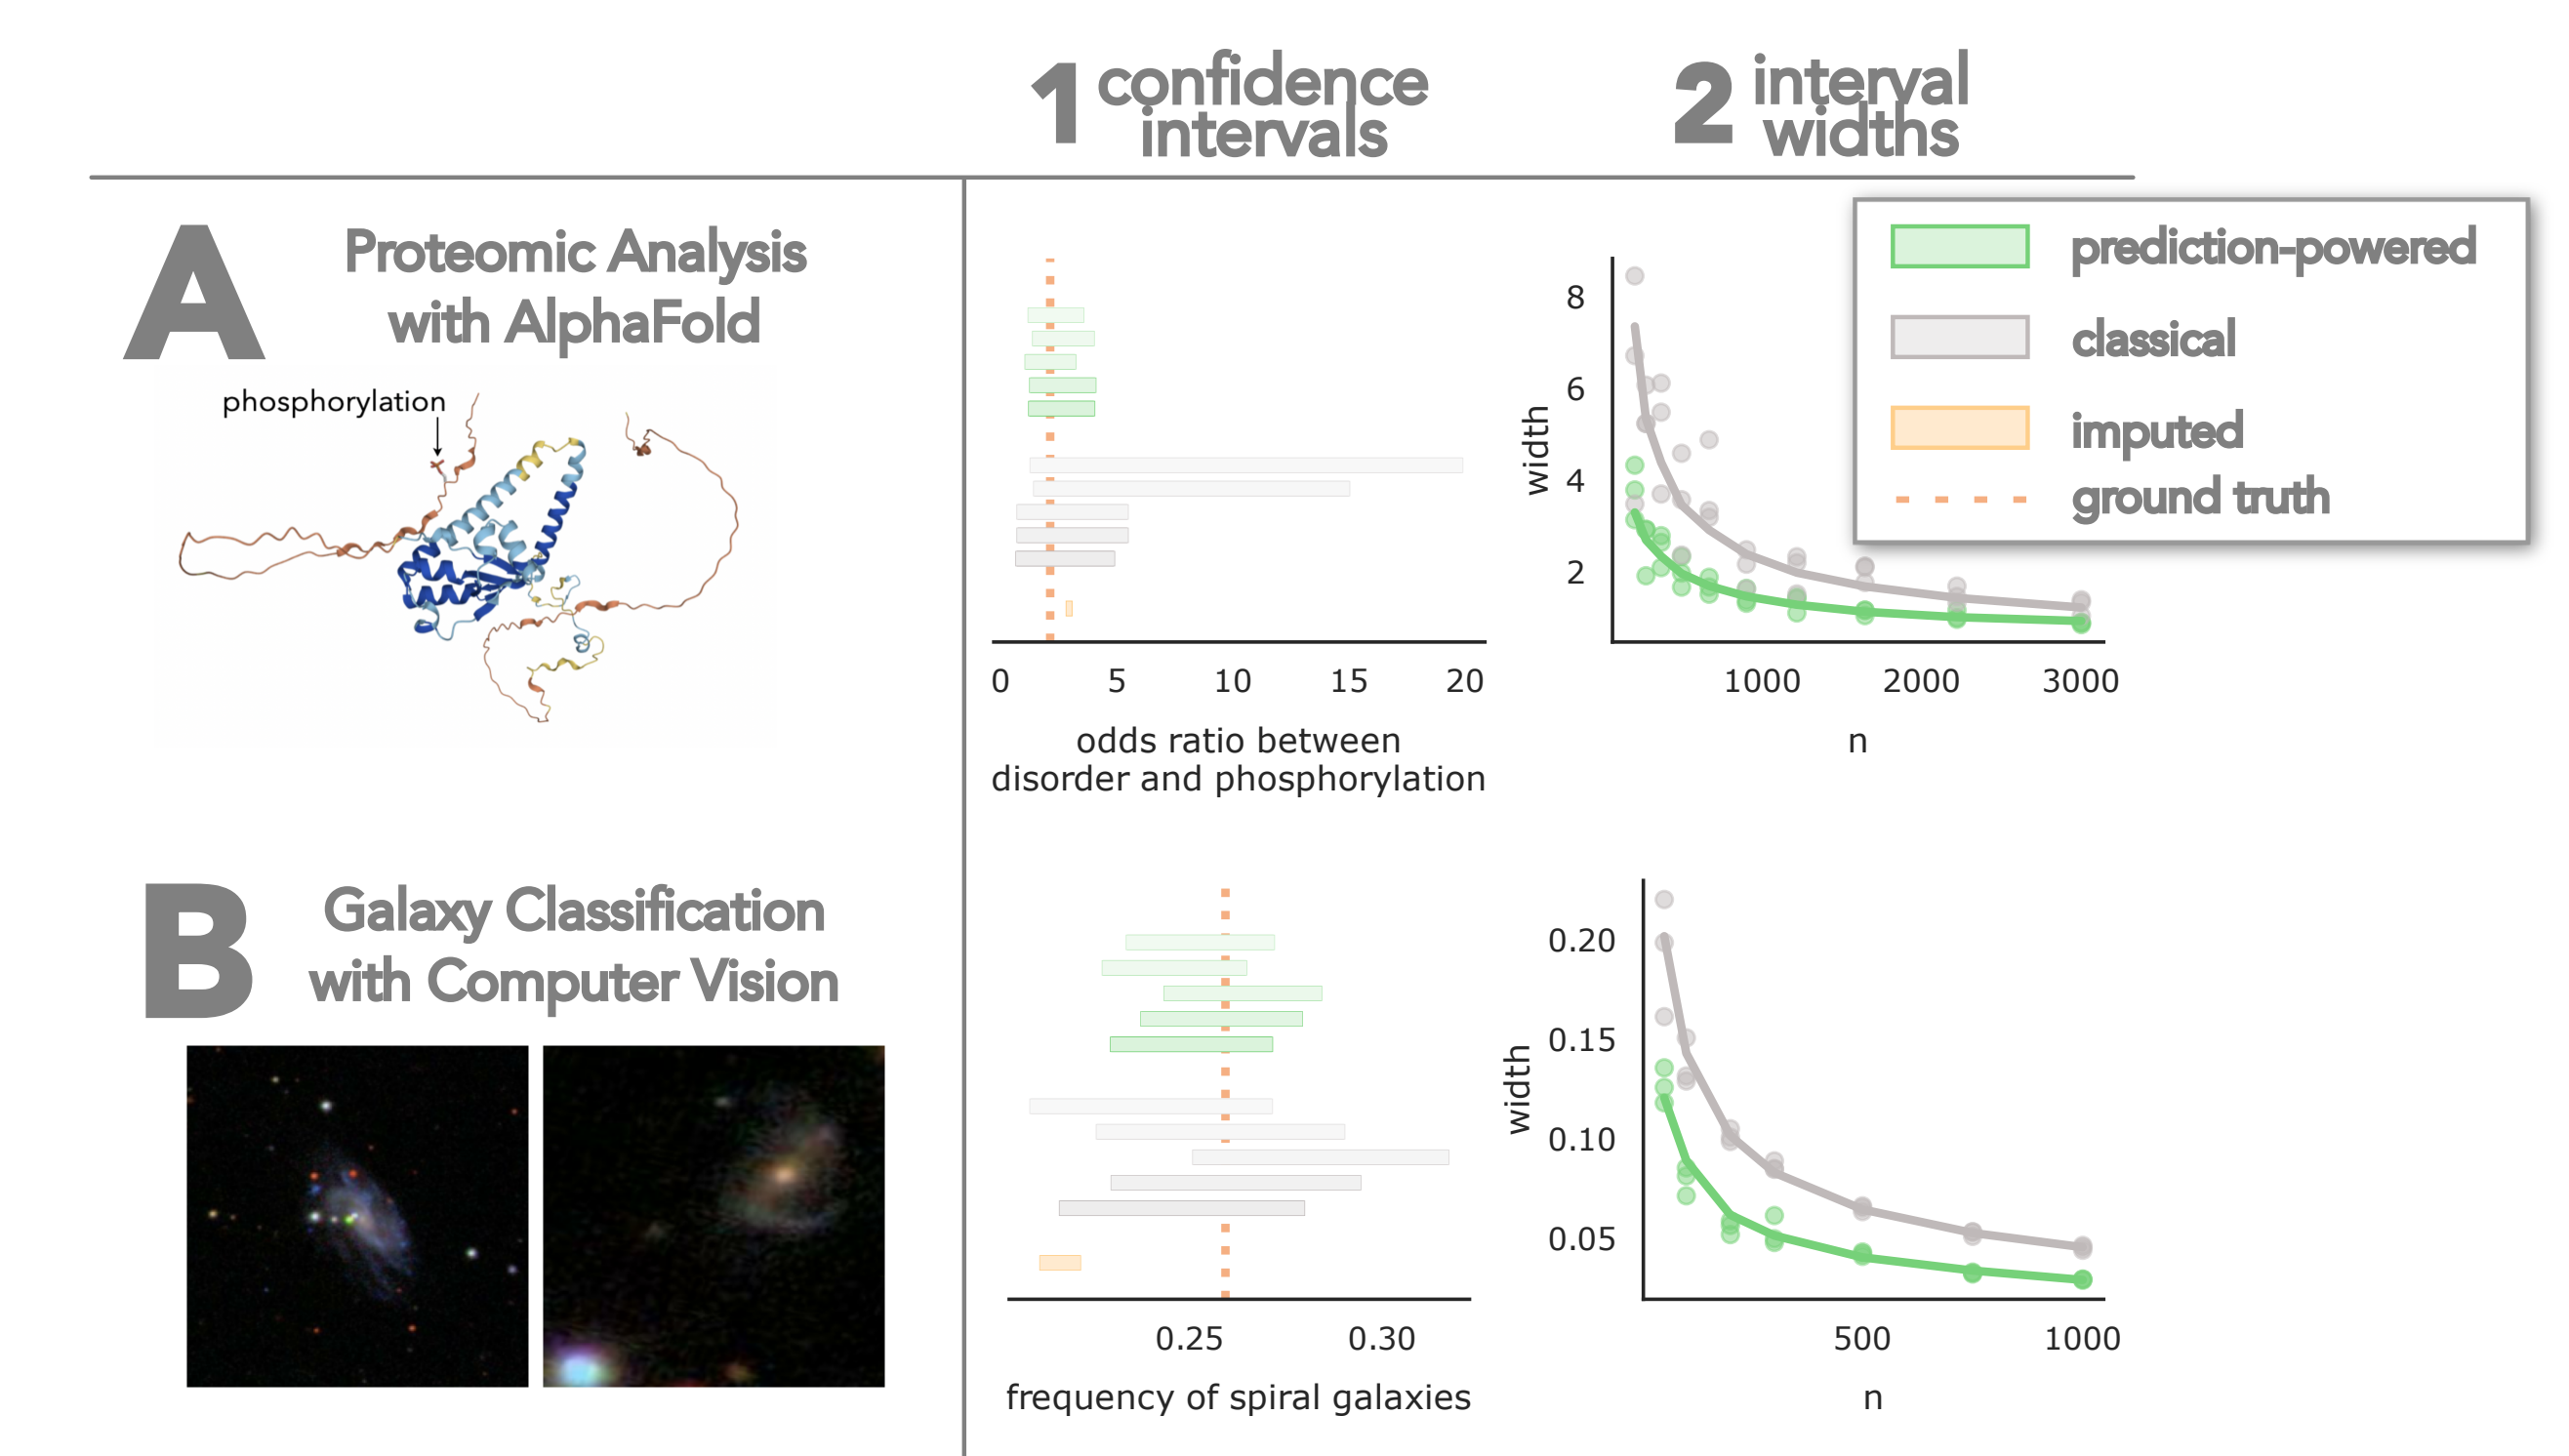 1 confidence
intervals
2 interval
widths
A Proteomic Analysis
with AlphaFold
phosphorylation
0 5 10 15 20
odds ratio between
disorder and phosphorylation
width
8
6
4
2
1000 2000 3000
n
prediction-powered
classical
imputed
ground truth
B Galaxy Classification
with Computer Vision
0.25 0.30
frequency of spiral galaxies
width
0.20
0.15
0.10
0.05
500 1000
n